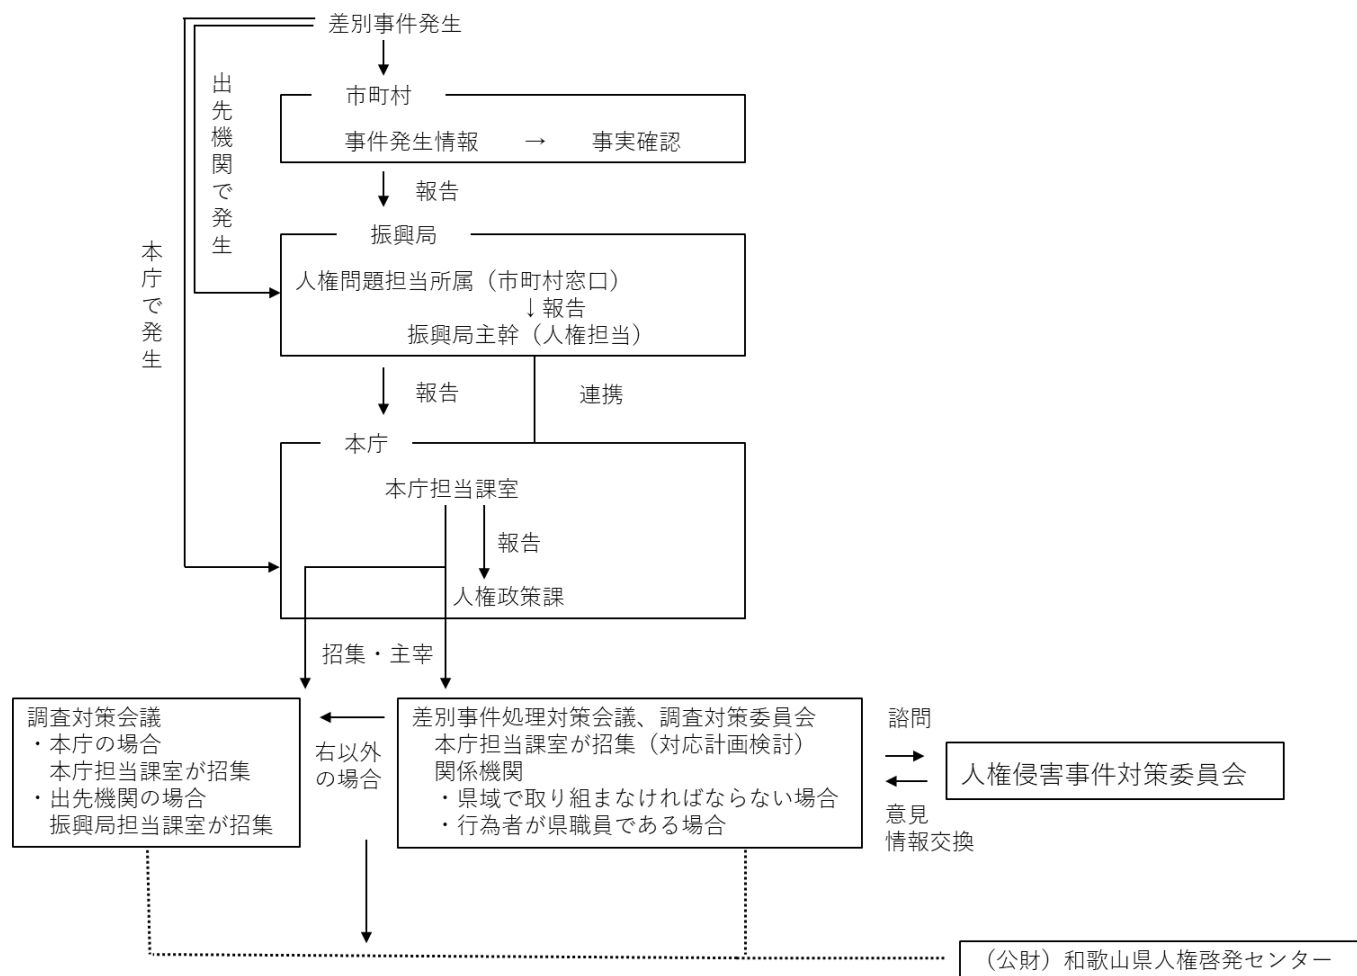 差別事件発生
出先機関で発生
本庁で発生
市町村
事件発生情報 → 事実確認
報告
振興局
人権問題担当所属（市町村窓口）
↓報告
振興局主幹（人権担当）
報告
連携
本庁
本庁担当課室
報告
人権政策課
招集・主宰
調査対策会議
・本庁の場合
本庁担当課室が招集
・出先機関の場合
振興局担当課室が招集
右以外
の場合
差別事件処理対策会議、調査対策委員会
本庁担当課室が招集（対応計画検討）
関係機関
・県域で取り組まなければならない場合
・行為者が県職員である場合
諮問
人権侵害事件対策委員会
意見
情報交換
（公財）和歌山県人権啓発センター